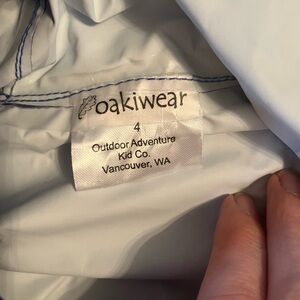 oakiwear
4
Outdoor Adventure
Kid Co.
Vancouver, WA